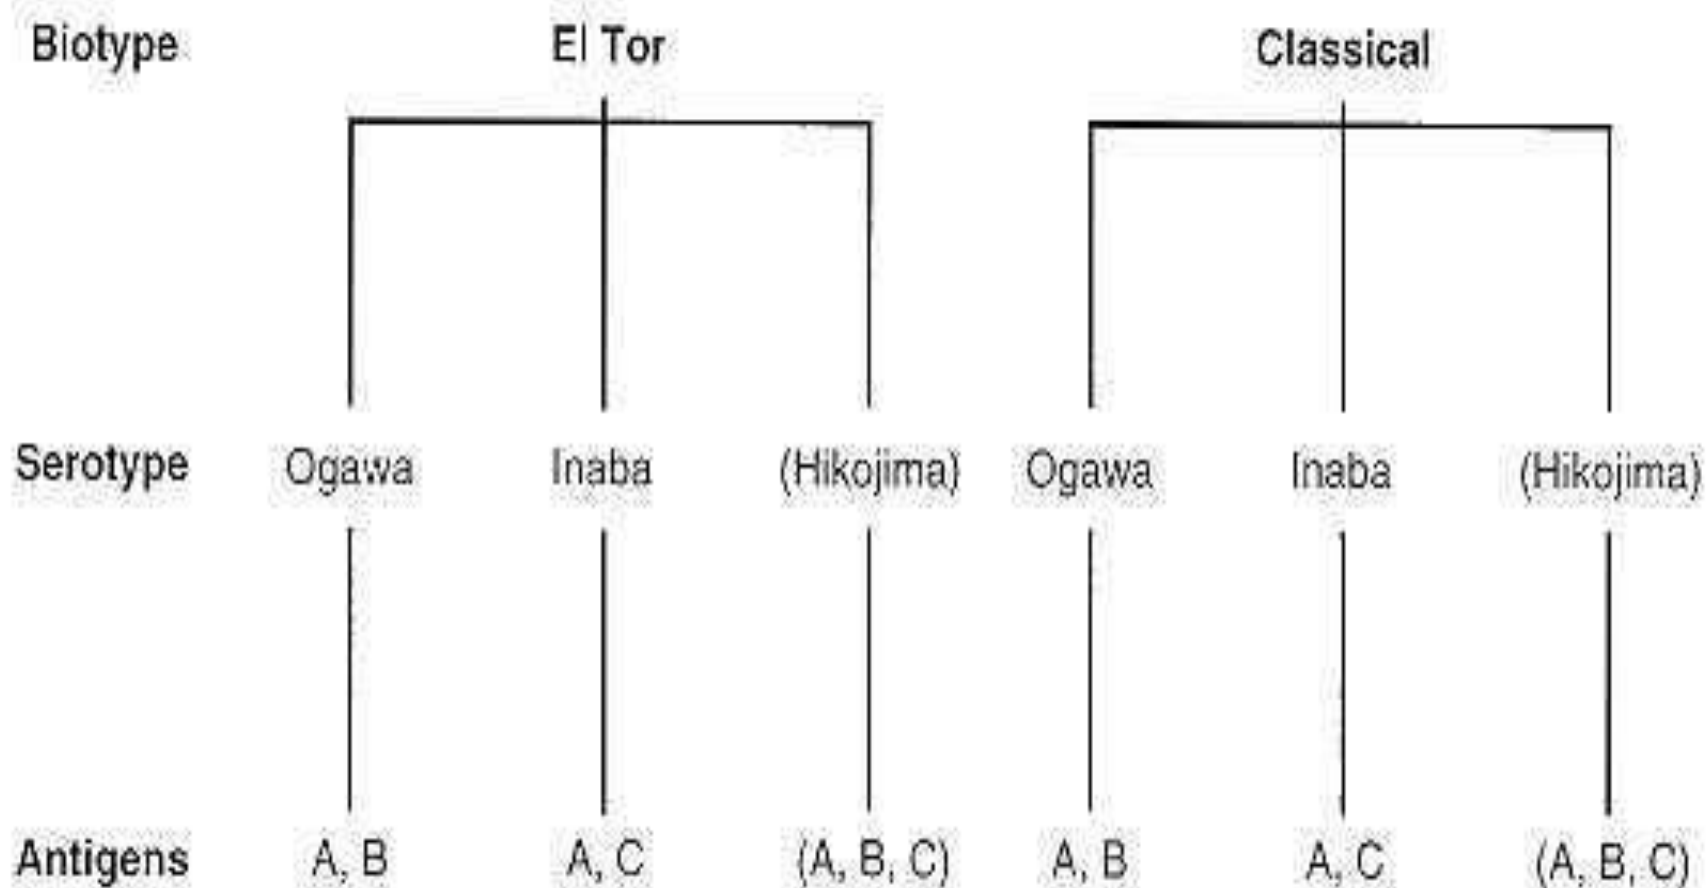 Biotype El Tor Classical
Serotype Ogawa Inaba (Hikojima) Ogawa Inaba (Hikojima)
Antigens A, B A, C (A, B, C) A, B A, C (A, B, C)